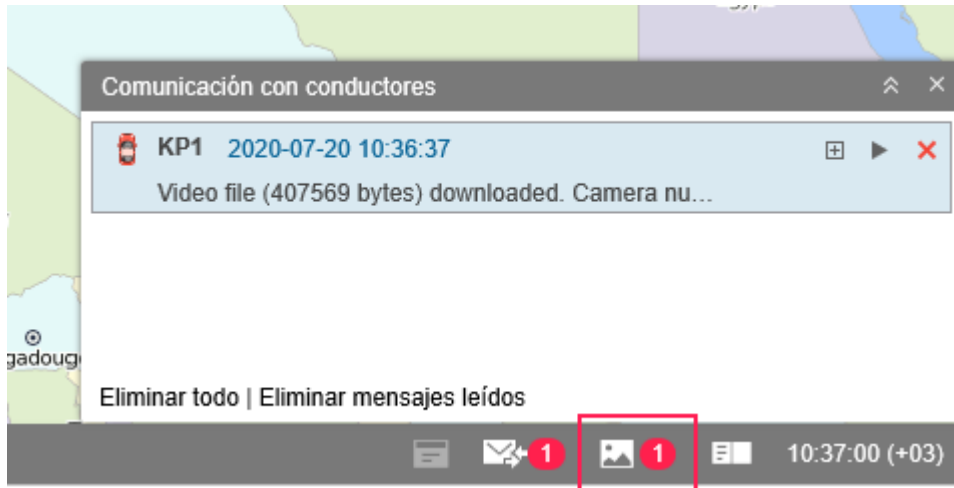 Comunicación con conductores
KP1 2020-07-20 10:36:37
Video file (407569 bytes) downloaded. Camera nu...
gadoug
Eliminar todo | Eliminar mensajes leídos
1 1 10:37:00 (+03)